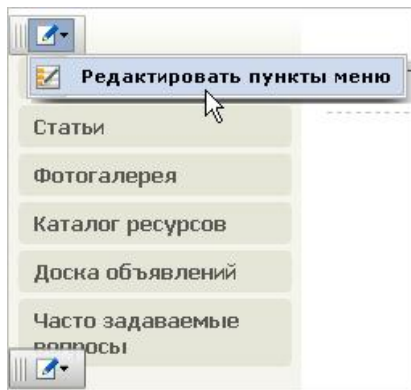 Редактировать пункты меню
Статьи
Фотогалерея
Каталог ресурсов
Доска объявлений
Часто задаваемые
вопросы